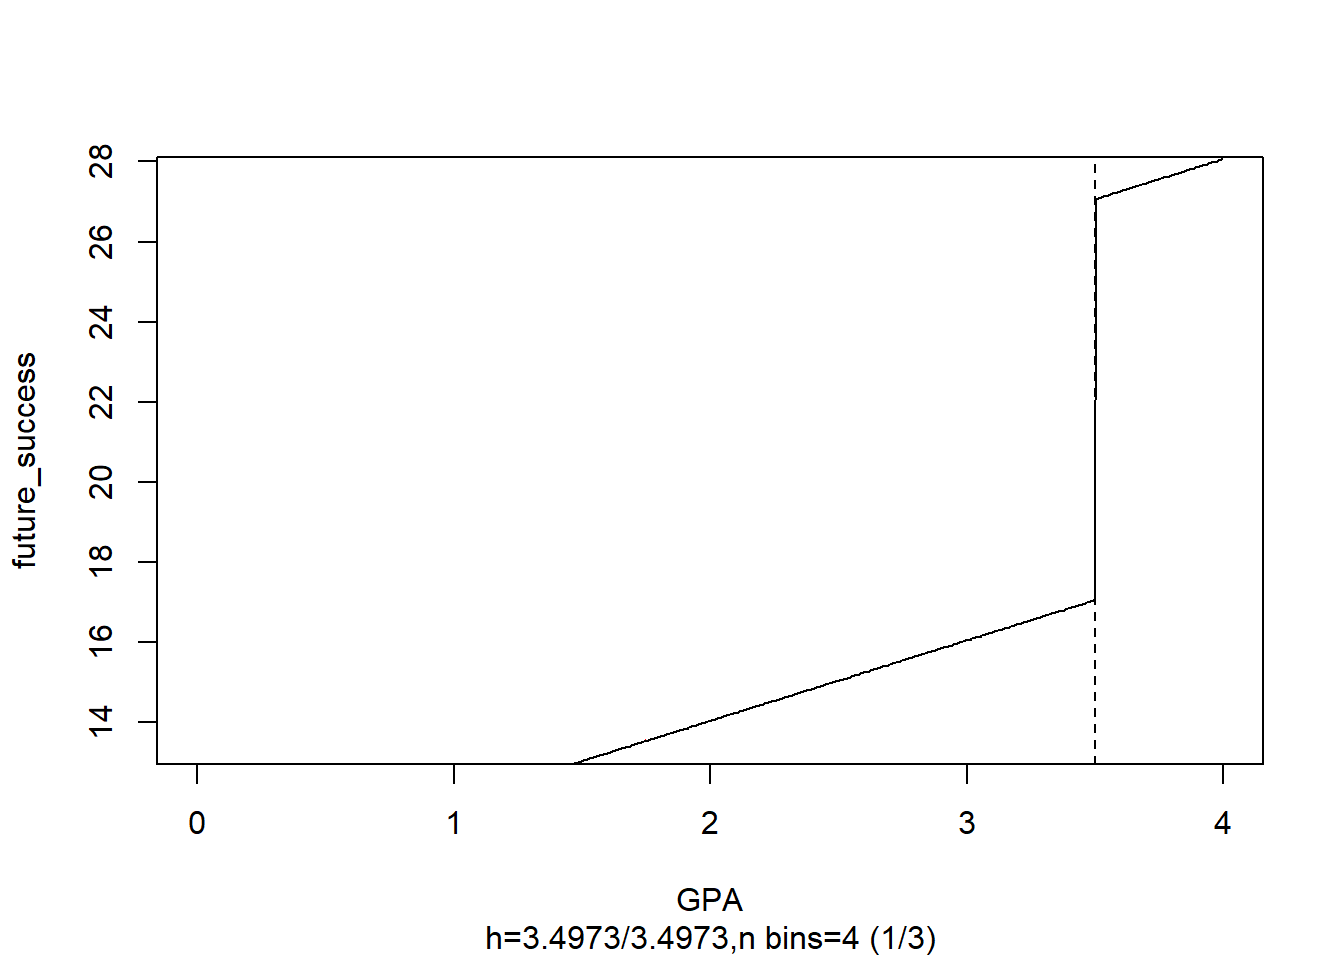 28
26
24
22
20
18
16
14
future_success
0 1 2 3 4
GPA
h=3.4973/3.4973,n bins=4 (1/3)